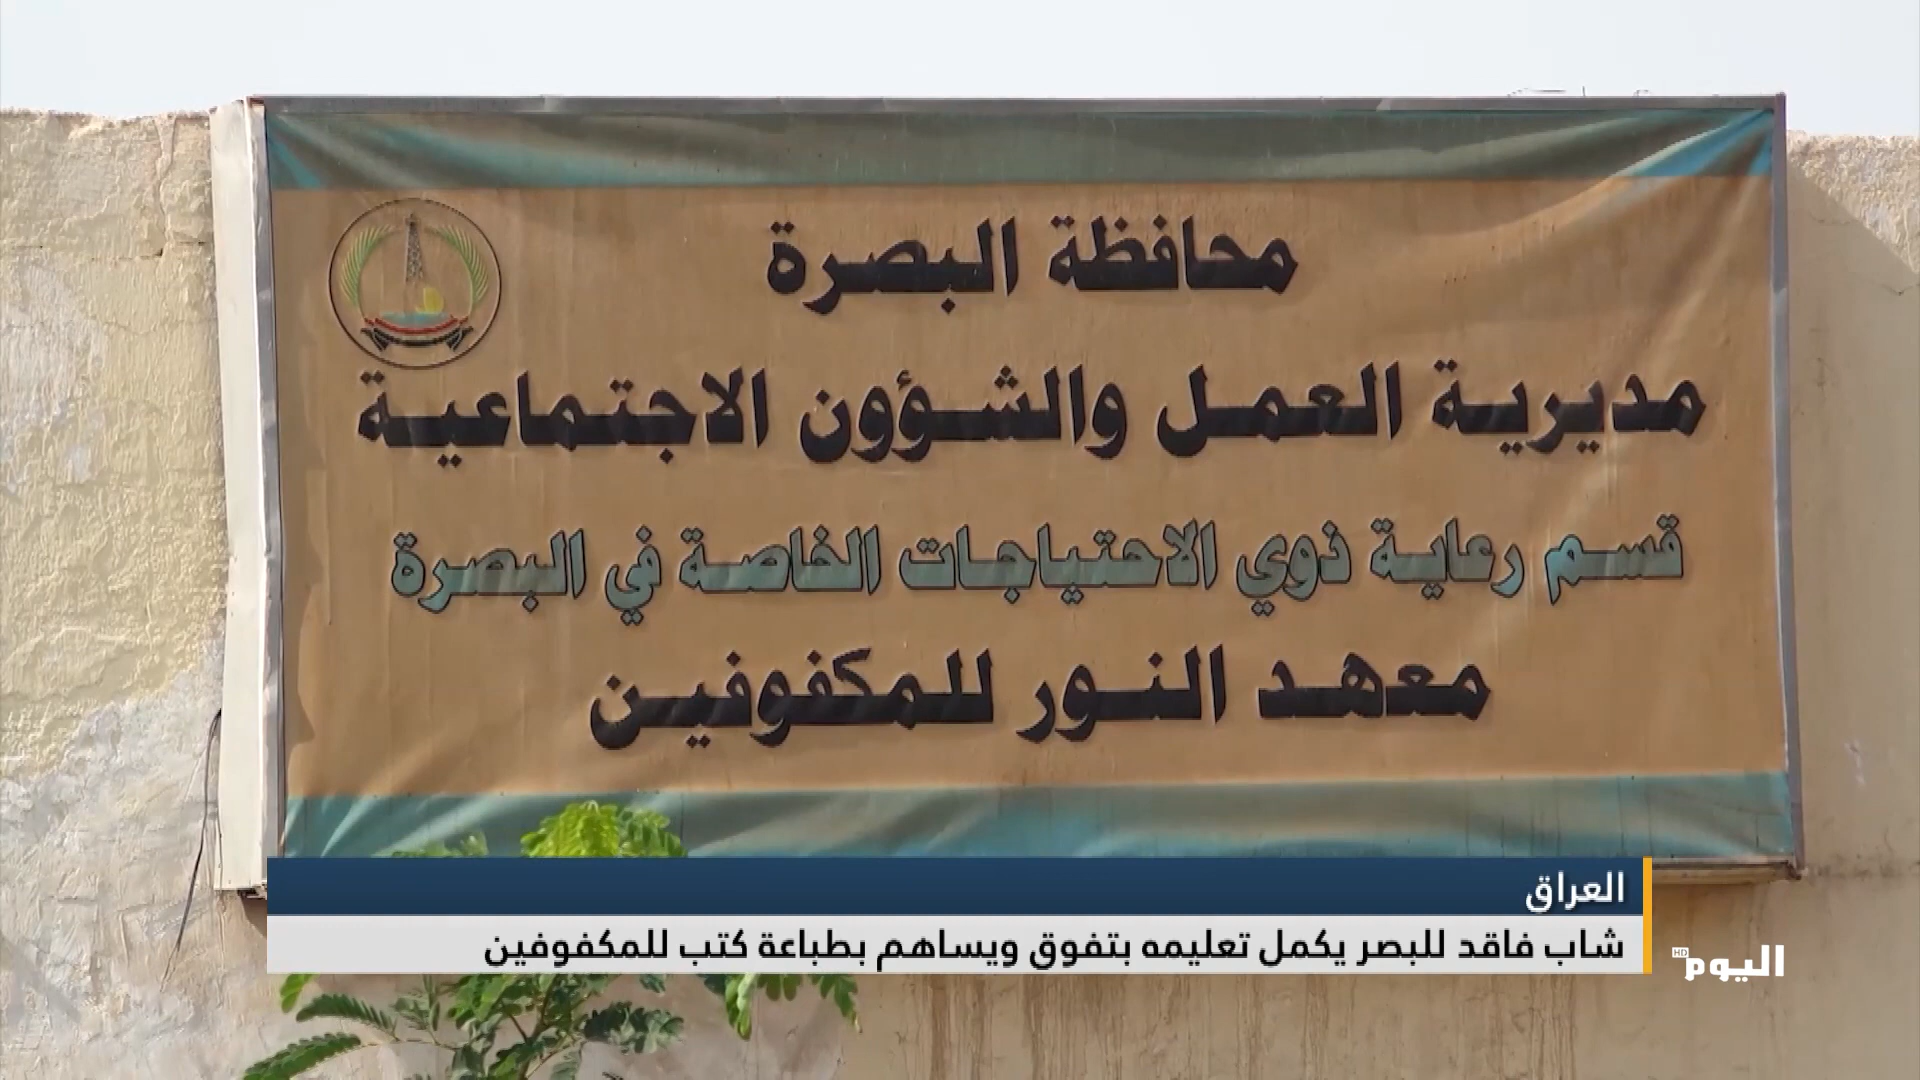 محافظة البصرة
مديرية العمل والشؤون الاجتماعية
قسم رعاية ذوي الاحتياجات الخاصة في البصرة
معهد النور للمكفوفين
العراق
شاب فاقد للبصر يكمل تعليمه بتفوق ويساهم بطباعة كتب للمكفوفين
اليوم HD